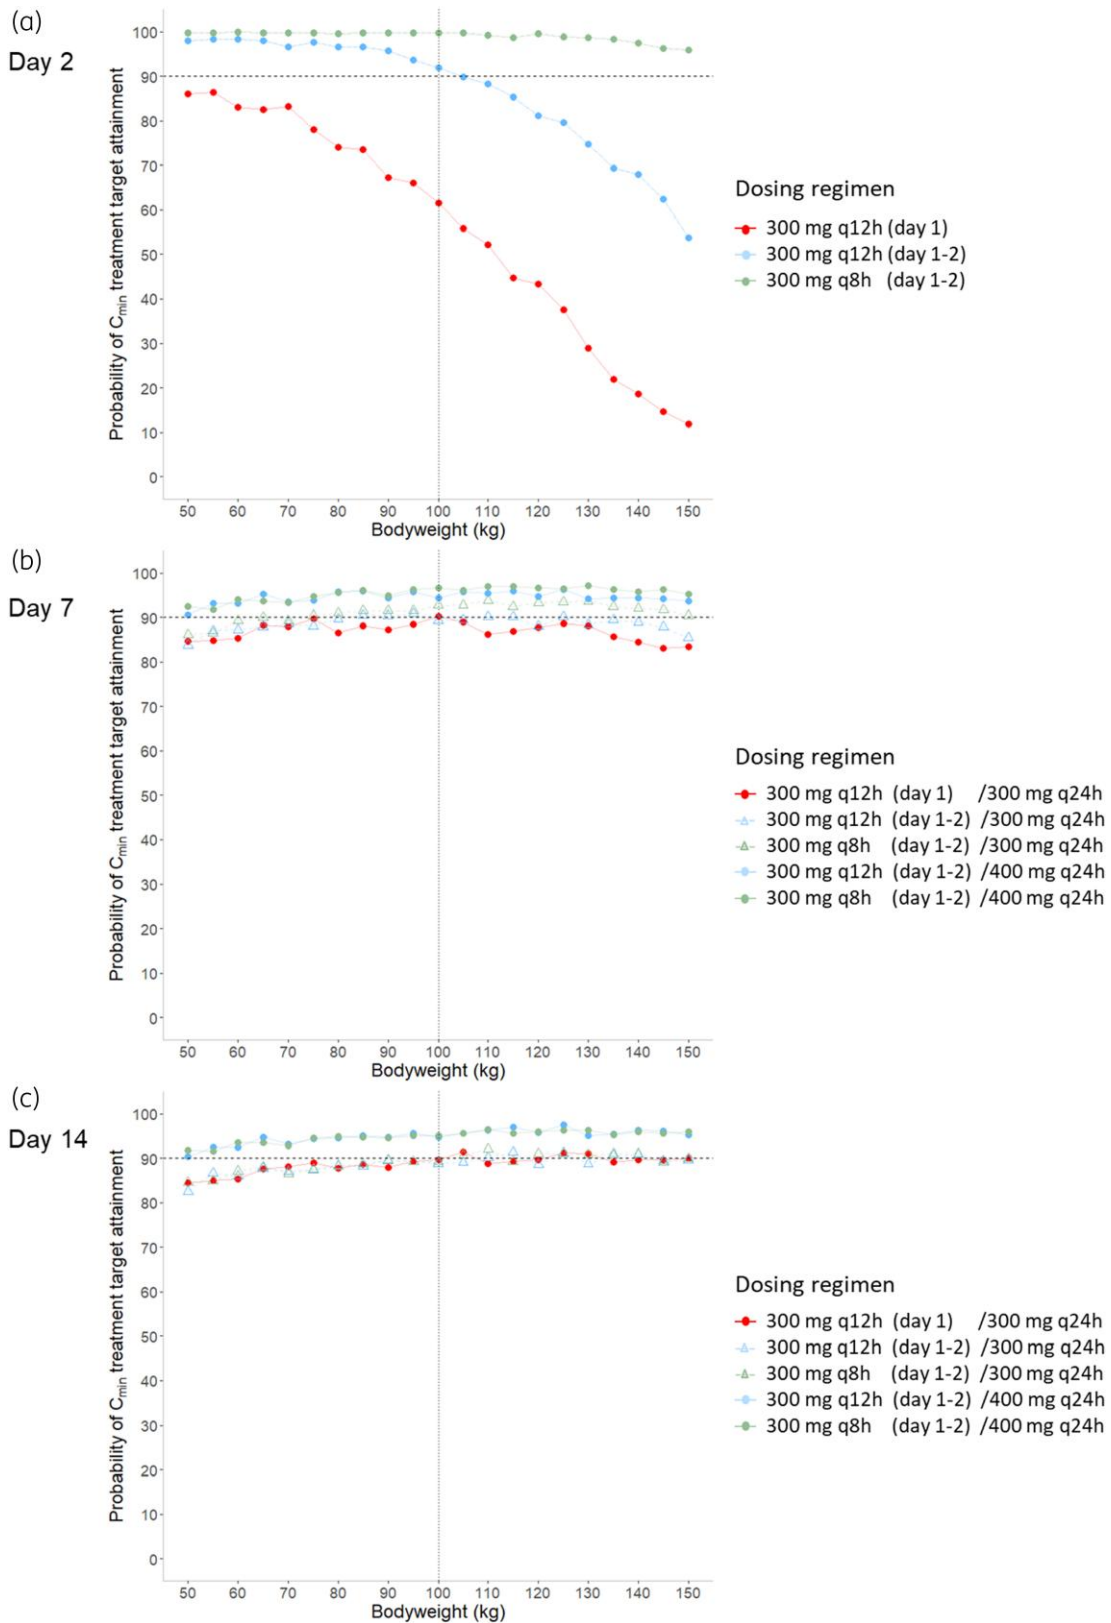 (a)
Day 2
Probability of Cmin treatment target attainment
100
90
80
70
60
50
40
30
20
10
0
50 60 70 80 90 100 110 120 130 140 150
Bodyweight (kg)
Dosing regimen
300 mg q12h (day 1)
300 mg q12h (day 1-2)
300 mg q8h (day 1-2)
(b)
Day 7
Probability of Cmin treatment target attainment
100
90
80
70
60
50
40
30
20
10
0
50 60 70 80 90 100 110 120 130 140 150
Bodyweight (kg)
Dosing regimen
300 mg q12h (day 1) /300 mg q24h
300 mg q12h (day 1-2) /300 mg q24h
300 mg q8h (day 1-2) /300 mg q24h
300 mg q12h (day 1-2) /400 mg q24h
300 mg q8h (day 1-2) /400 mg q24h
(c)
Day 14
Probability of Cmin treatment target attainment
100
90
80
70
60
50
40
30
20
10
0
50 60 70 80 90 100 110 120 130 140 150
Bodyweight (kg)
Dosing regimen
300 mg q12h (day 1) /300 mg q24h
300 mg q12h (day 1-2) /300 mg q24h
300 mg q8h (day 1-2) /300 mg q24h
300 mg q12h (day 1-2) /400 mg q24h
300 mg q8h (day 1-2) /400 mg q24h